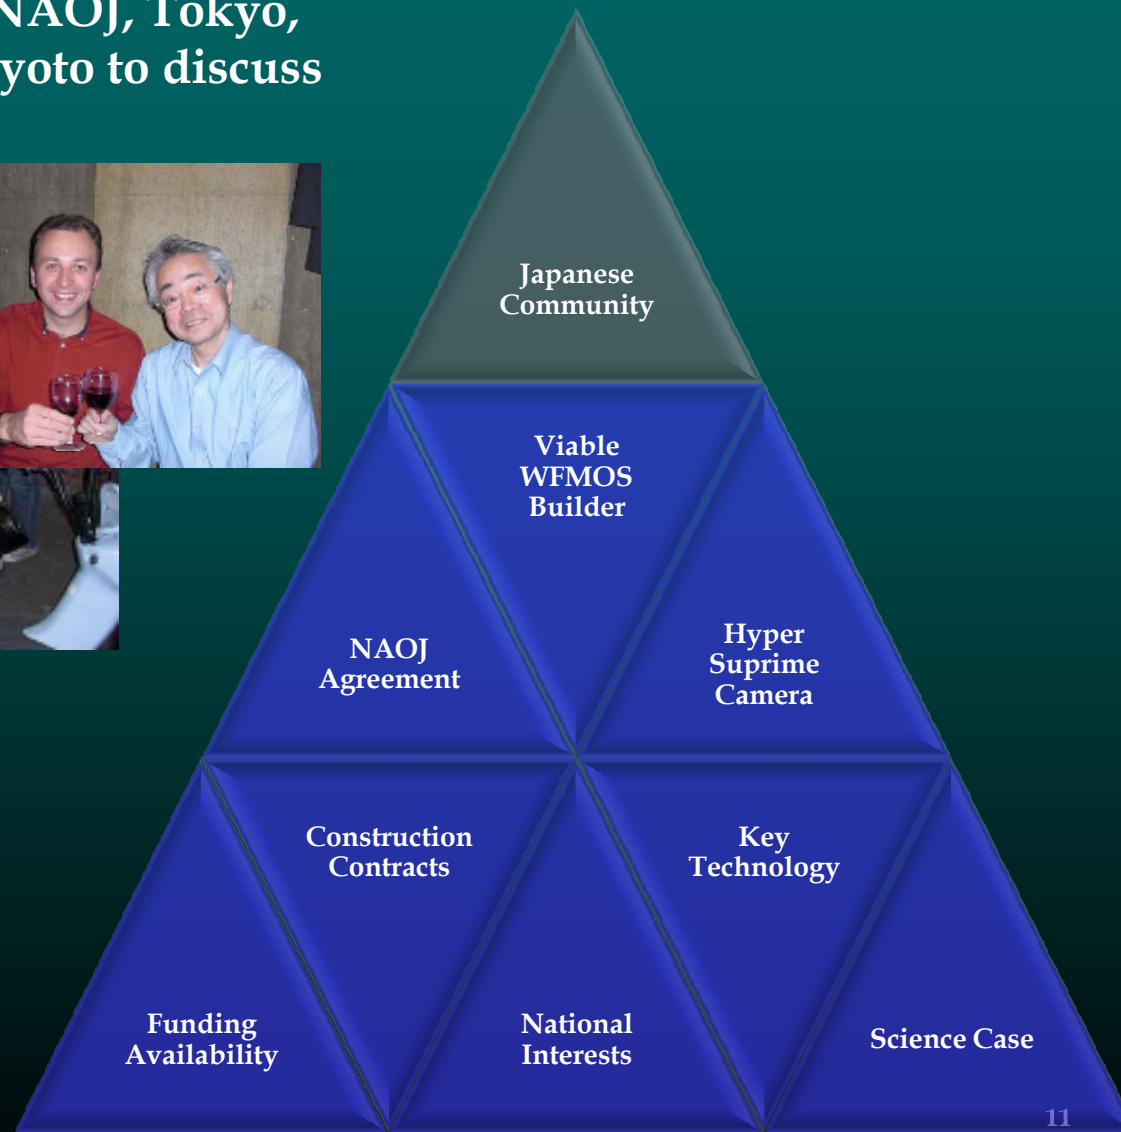 NAOJ, Tokyo,
yoto to discuss
Japanese
Community
Viable
WFMOS
Builder
NAOJ
Agreement
Hyper
Suprime
Camera
Construction
Contracts
Key
Technology
Funding
Availability
National
Interests
Science Case
11